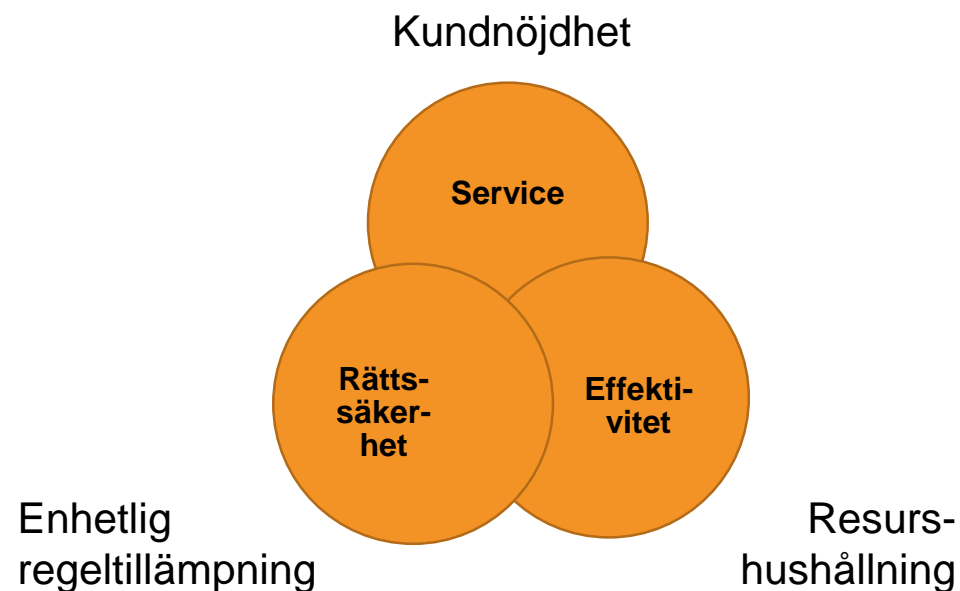 Kundnöjdhet
Service
Rätts-
säker-
het
Effekti-
vitet
Enhetlig
regeltillämpning
Resurs-
hushållning